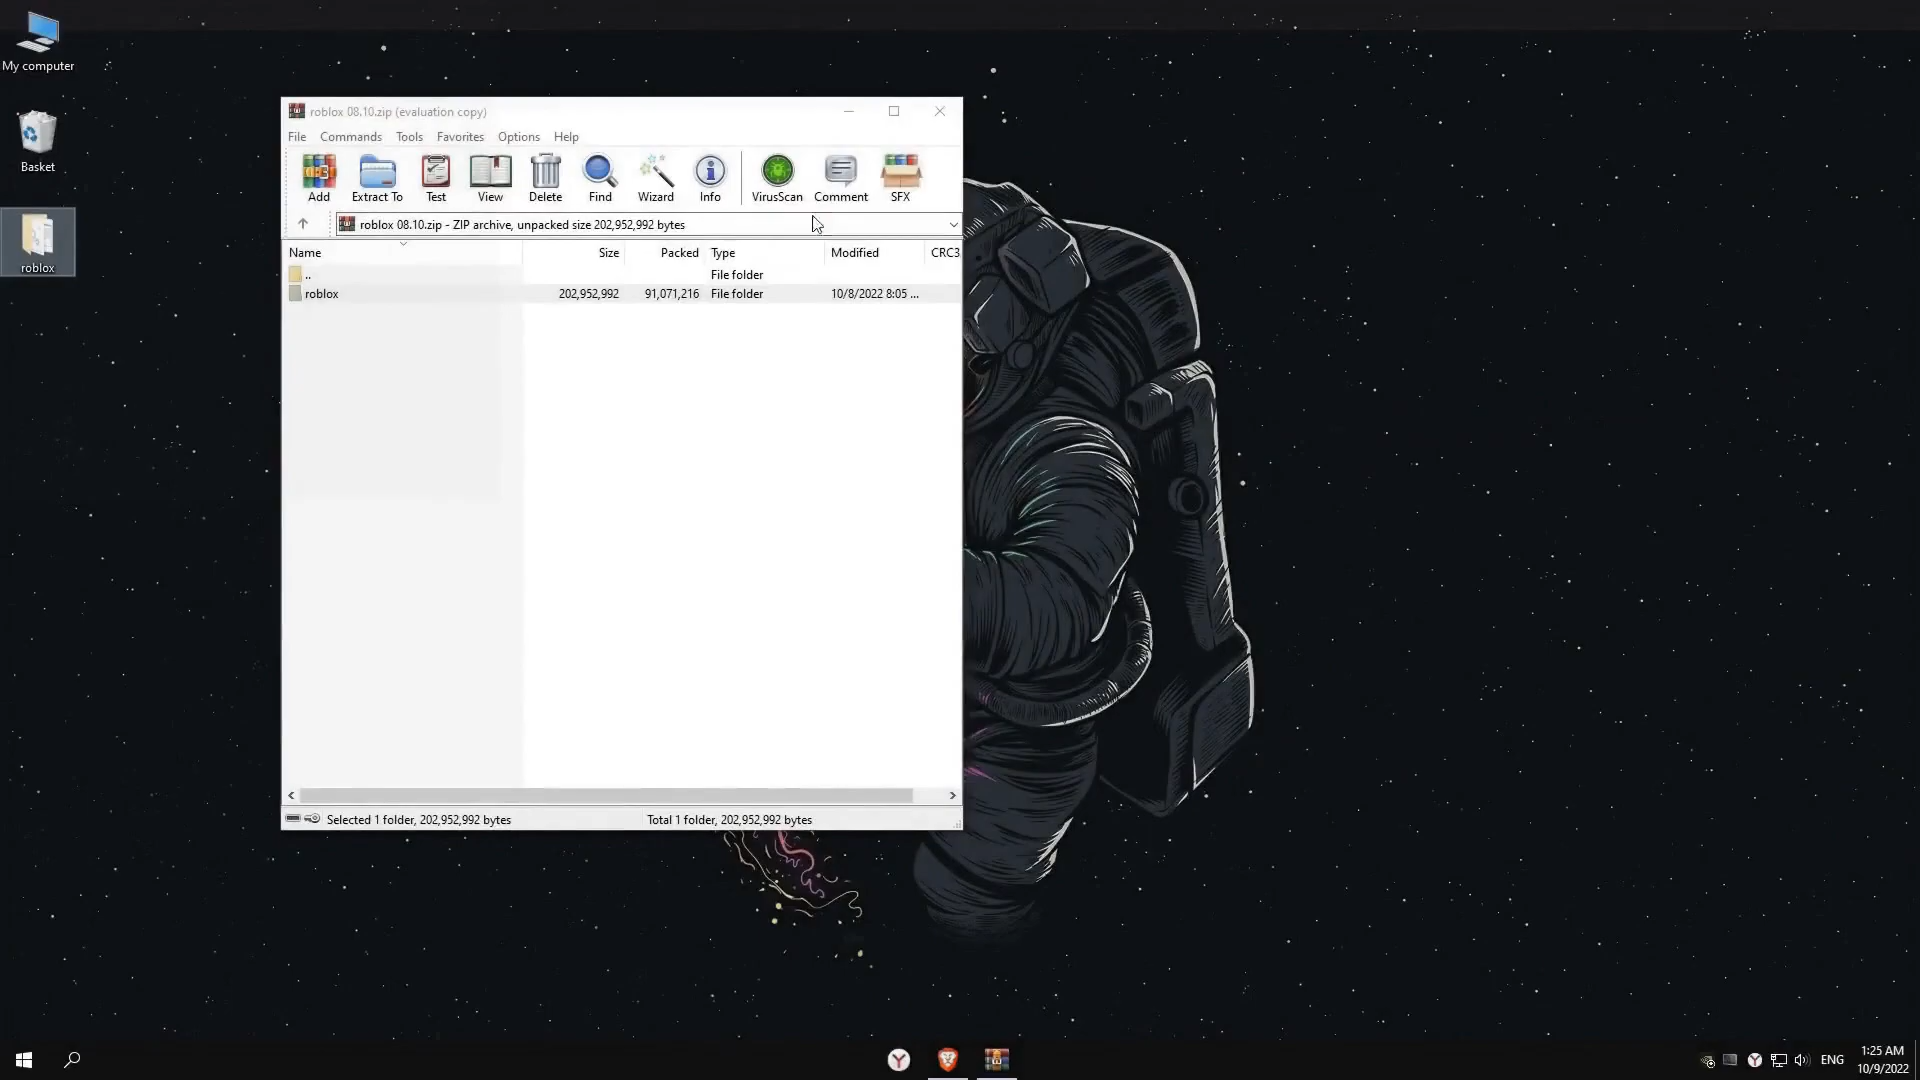 My computer
Basket
roblox
roblox 08.10.zip (evaluation copy)
File Commands Tools Favorites Options Help
Add Extract To Test View Delete Find Wizard Info VirusScan Comment SFX
roblox 08.10.zip - ZIP archive, unpacked size 202,952,992 bytes
Name Size Packed Type Modified CRC3
.. File folder
roblox 202,952,992 91,071,216 File folder 10/8/2022 8:05 ...
Selected 1 folder, 202,952,992 bytes Total 1 folder, 202,952,992 bytes
ENG
1:25 AM
10/9/2022